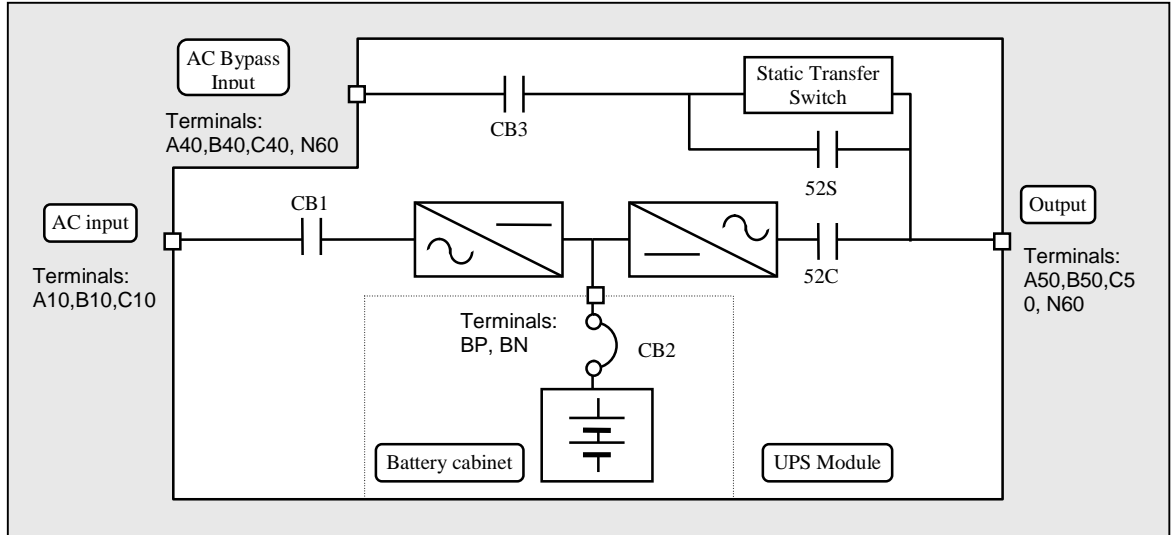 AC Bypass
Input
Terminals:
A40,B40,C40, N60
Static Transfer
Switch
CB3
52S
AC input
Terminals:
A10,B10,C10
CB1
52C
Output
Terminals:
A50,B50,C5
0, N60
Terminals:
BP, BN
CB2
Battery cabinet
UPS Module